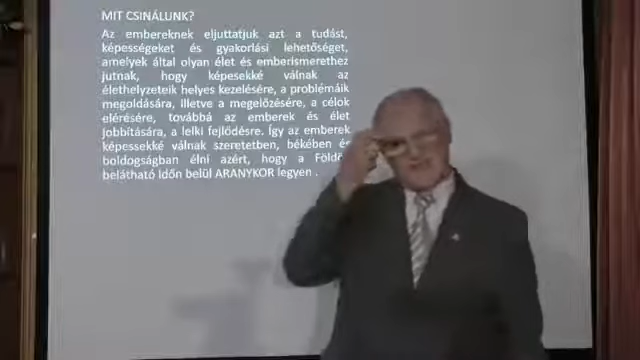 MIT CSINÁLUNK?
Az embereknek eljuttatjuk azt a tudást,
képességeket és gyakorlási lehetőséget,
amelyek által olyan élet és emberismerethez
jutnak, hogy képesekké válnak az
élethelyzeteik helyes kezelésére, a problémáik
megoldására, illetve a megelőzésére, a célok
elérésére, továbbá az emberek és élet
jobbítására, a lelki fejlődésre. Így az emberek
képessekké válnak szeretetben, békében és
boldogságban élni azért, hogy a Földön
belátható időn belül ARANYKOR legyen .